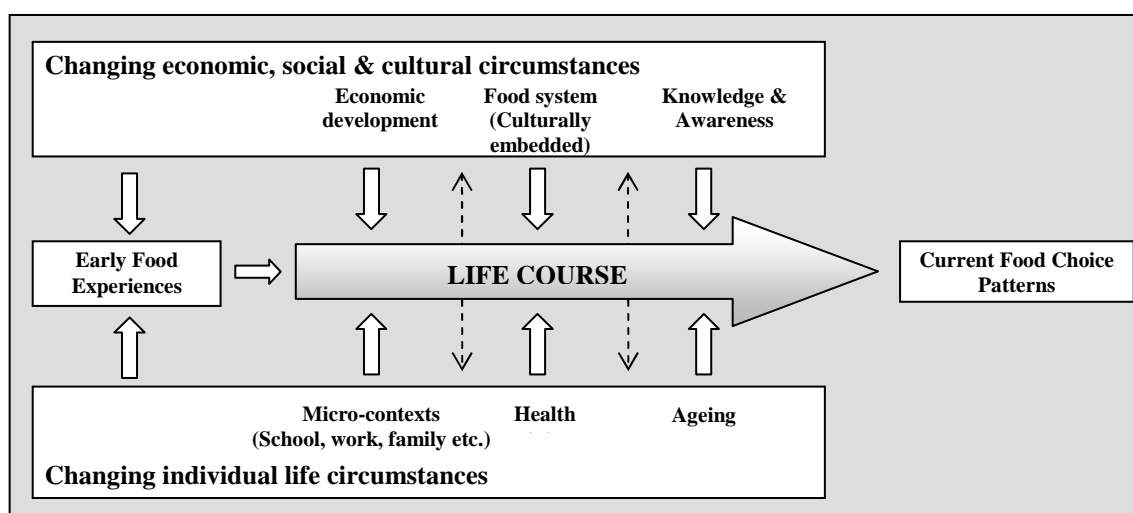 Changing economic, social & cultural circumstances
Economic
development
Food system
(Culturally
embedded)
Knowledge &
Awareness
Early Food
Experiences
LIFE COURSE
Current Food Choice
Patterns
Micro-contexts
(School, work, family etc.)
Health
Ageing
Changing individual life circumstances